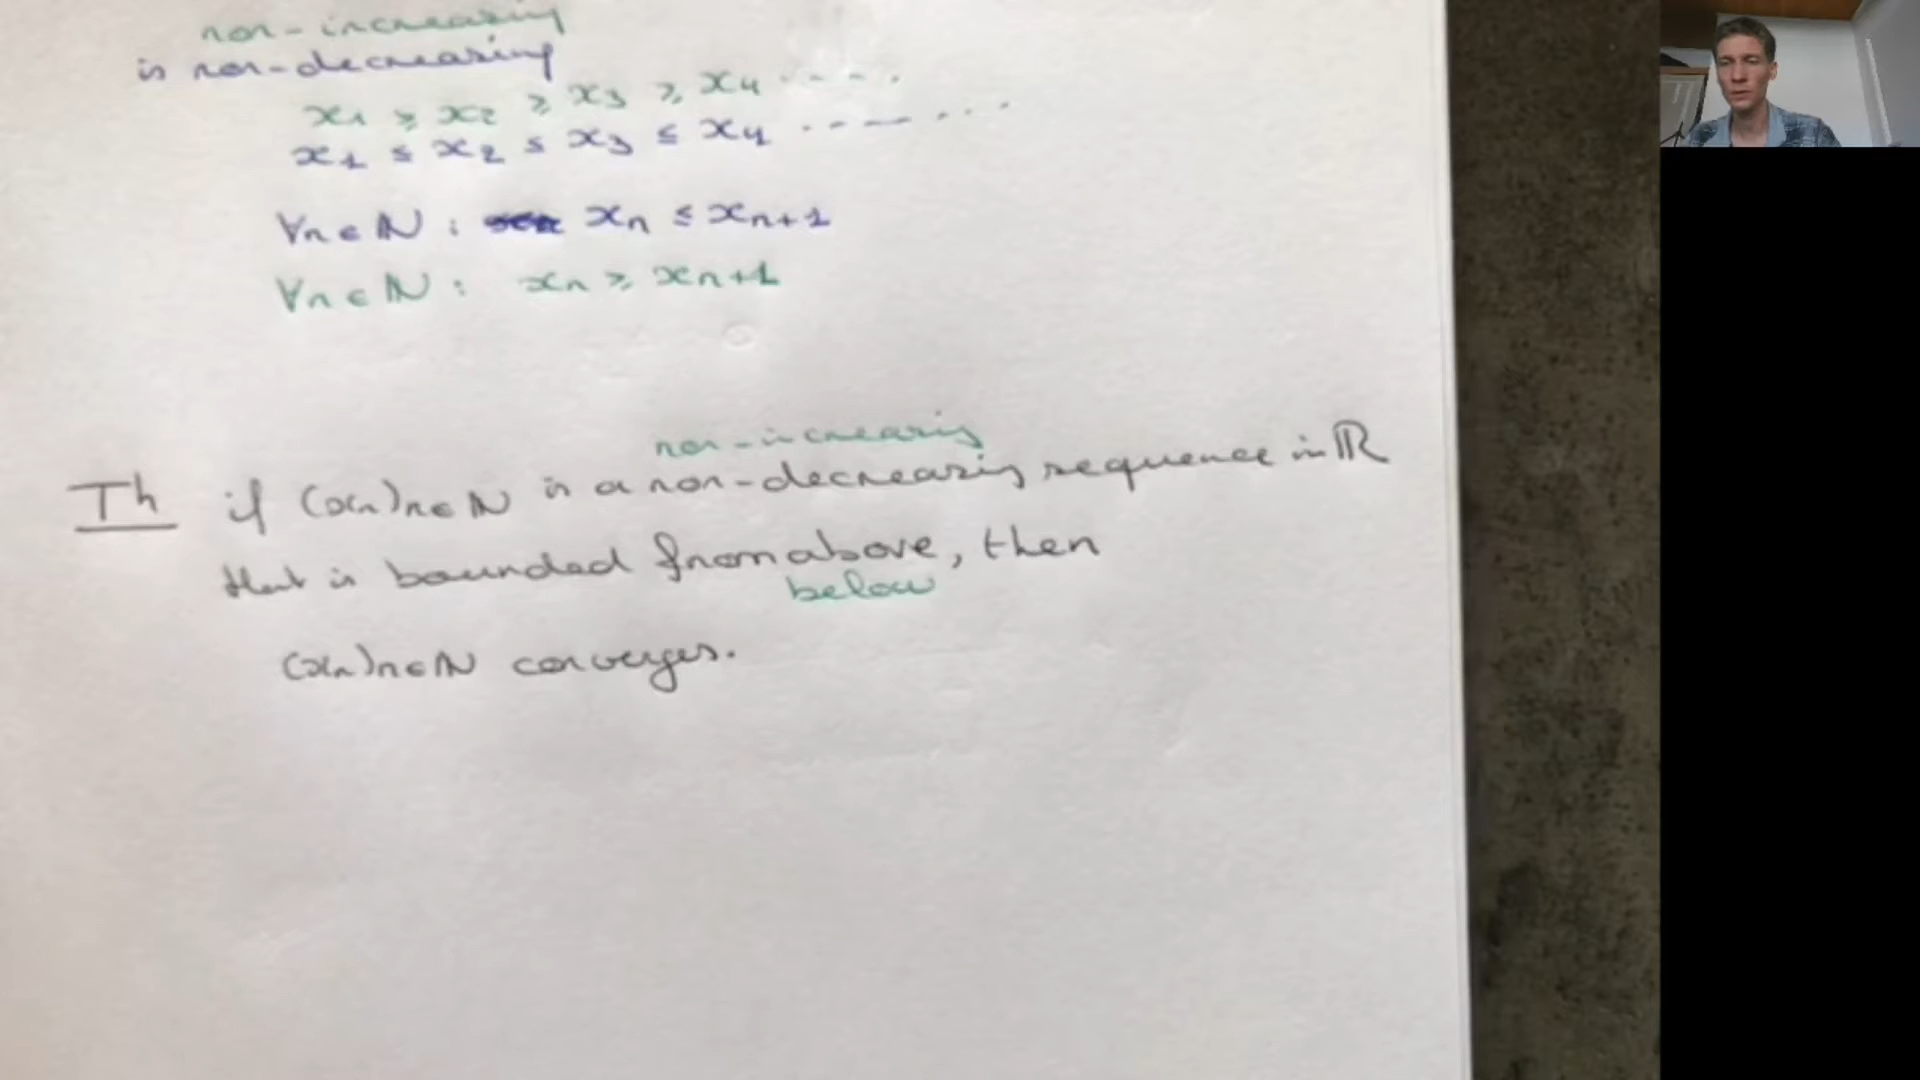 non-increasing
is non-decreasing
x₁ ≥ x₂ ≥ x₃ ≥ x₄ ----.
x₁ ≤ x₂ ≤ x₃ ≤ x₄ .-----...
∀n∈ℕ : xₙ ≤ xₙ₊₁
∀n∈ℕ : xₙ ≥ xₙ₊₁
non-increasing
Th if (xₙ)n∈ℕ is a non-decreasing sequence in ℝ
that is bounded from above, then
below
(xₙ)n∈ℕ converges.